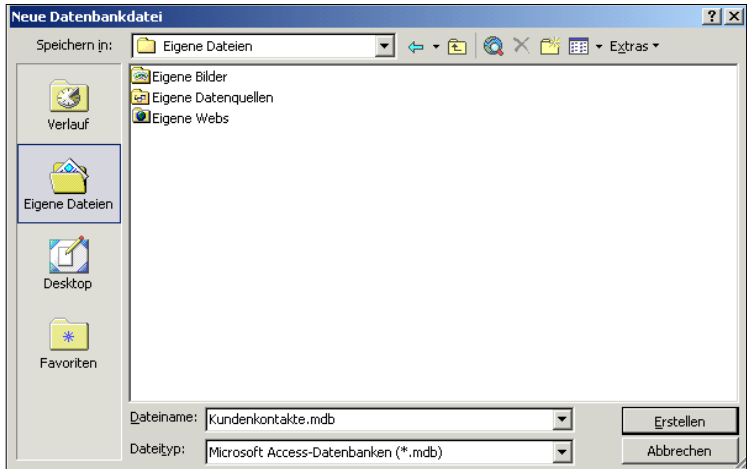 Neue Datenbankdatei
Speichern in:
Eigene Dateien
Extras
Eigene Bilder
Eigene Datenquellen
Eigene Webs
Verlauf
Eigene Dateien
Desktop
Favoriten
Dateiname:
Kundenkontakte.mdb
Erstellen
Dateityp:
Microsoft Access-Datenbanken (*.mdb)
Abbrechen